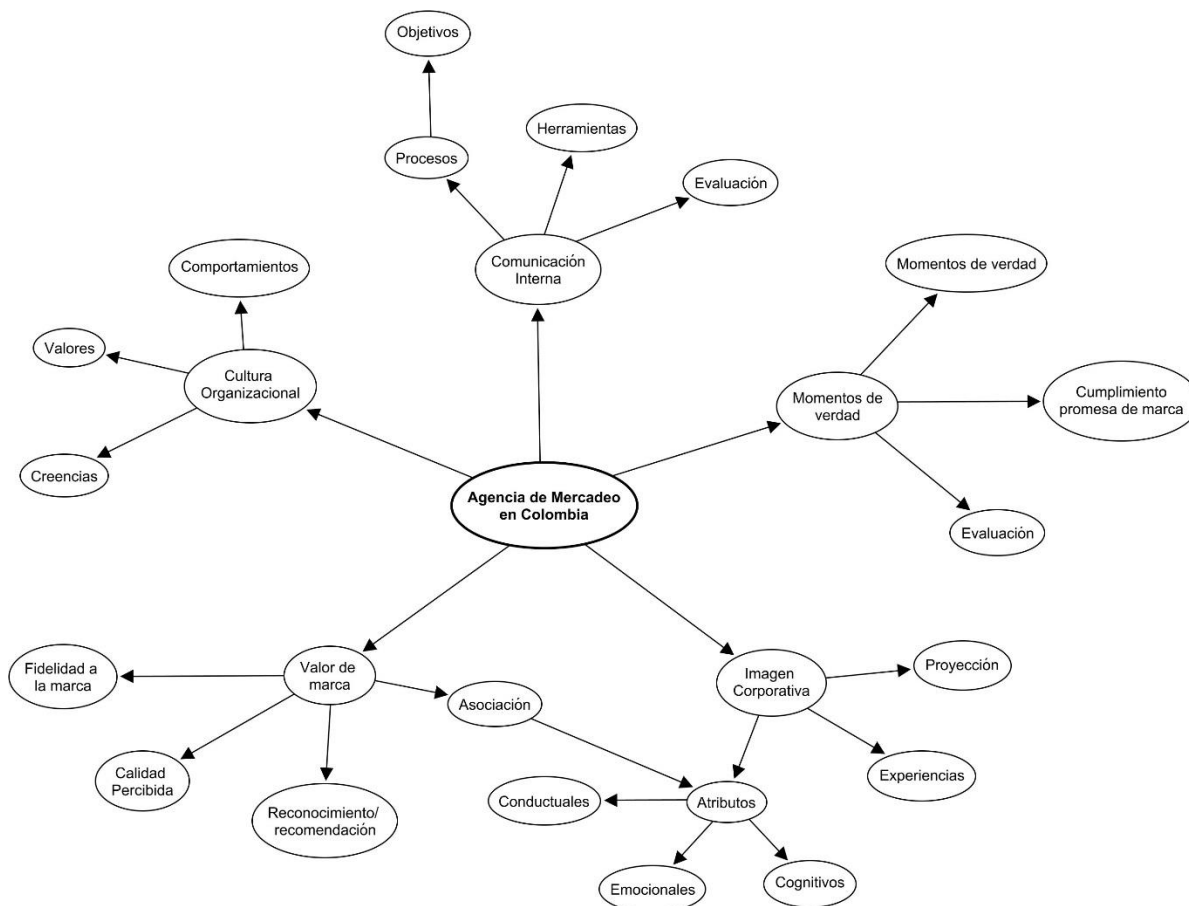 Objetivos
Herramientas
Procesos
Evaluación
Comunicación
Interna
Comportamientos
Momentos de verdad
Valores
Cultura
Organizacional
Momentos de
verdad
Cumplimiento
promesa de marca
Creencias
Agencia de Mercadeo
en Colombia
Evaluación
Fidelidad a
la marca
Valor de
marca
Asociación
Imagen
Corporativa
Proyección
Calidad
Percibida
Reconocimiento/
recomendación
Conductuales
Atributos
Experiencias
Emocionales
Cognitivos